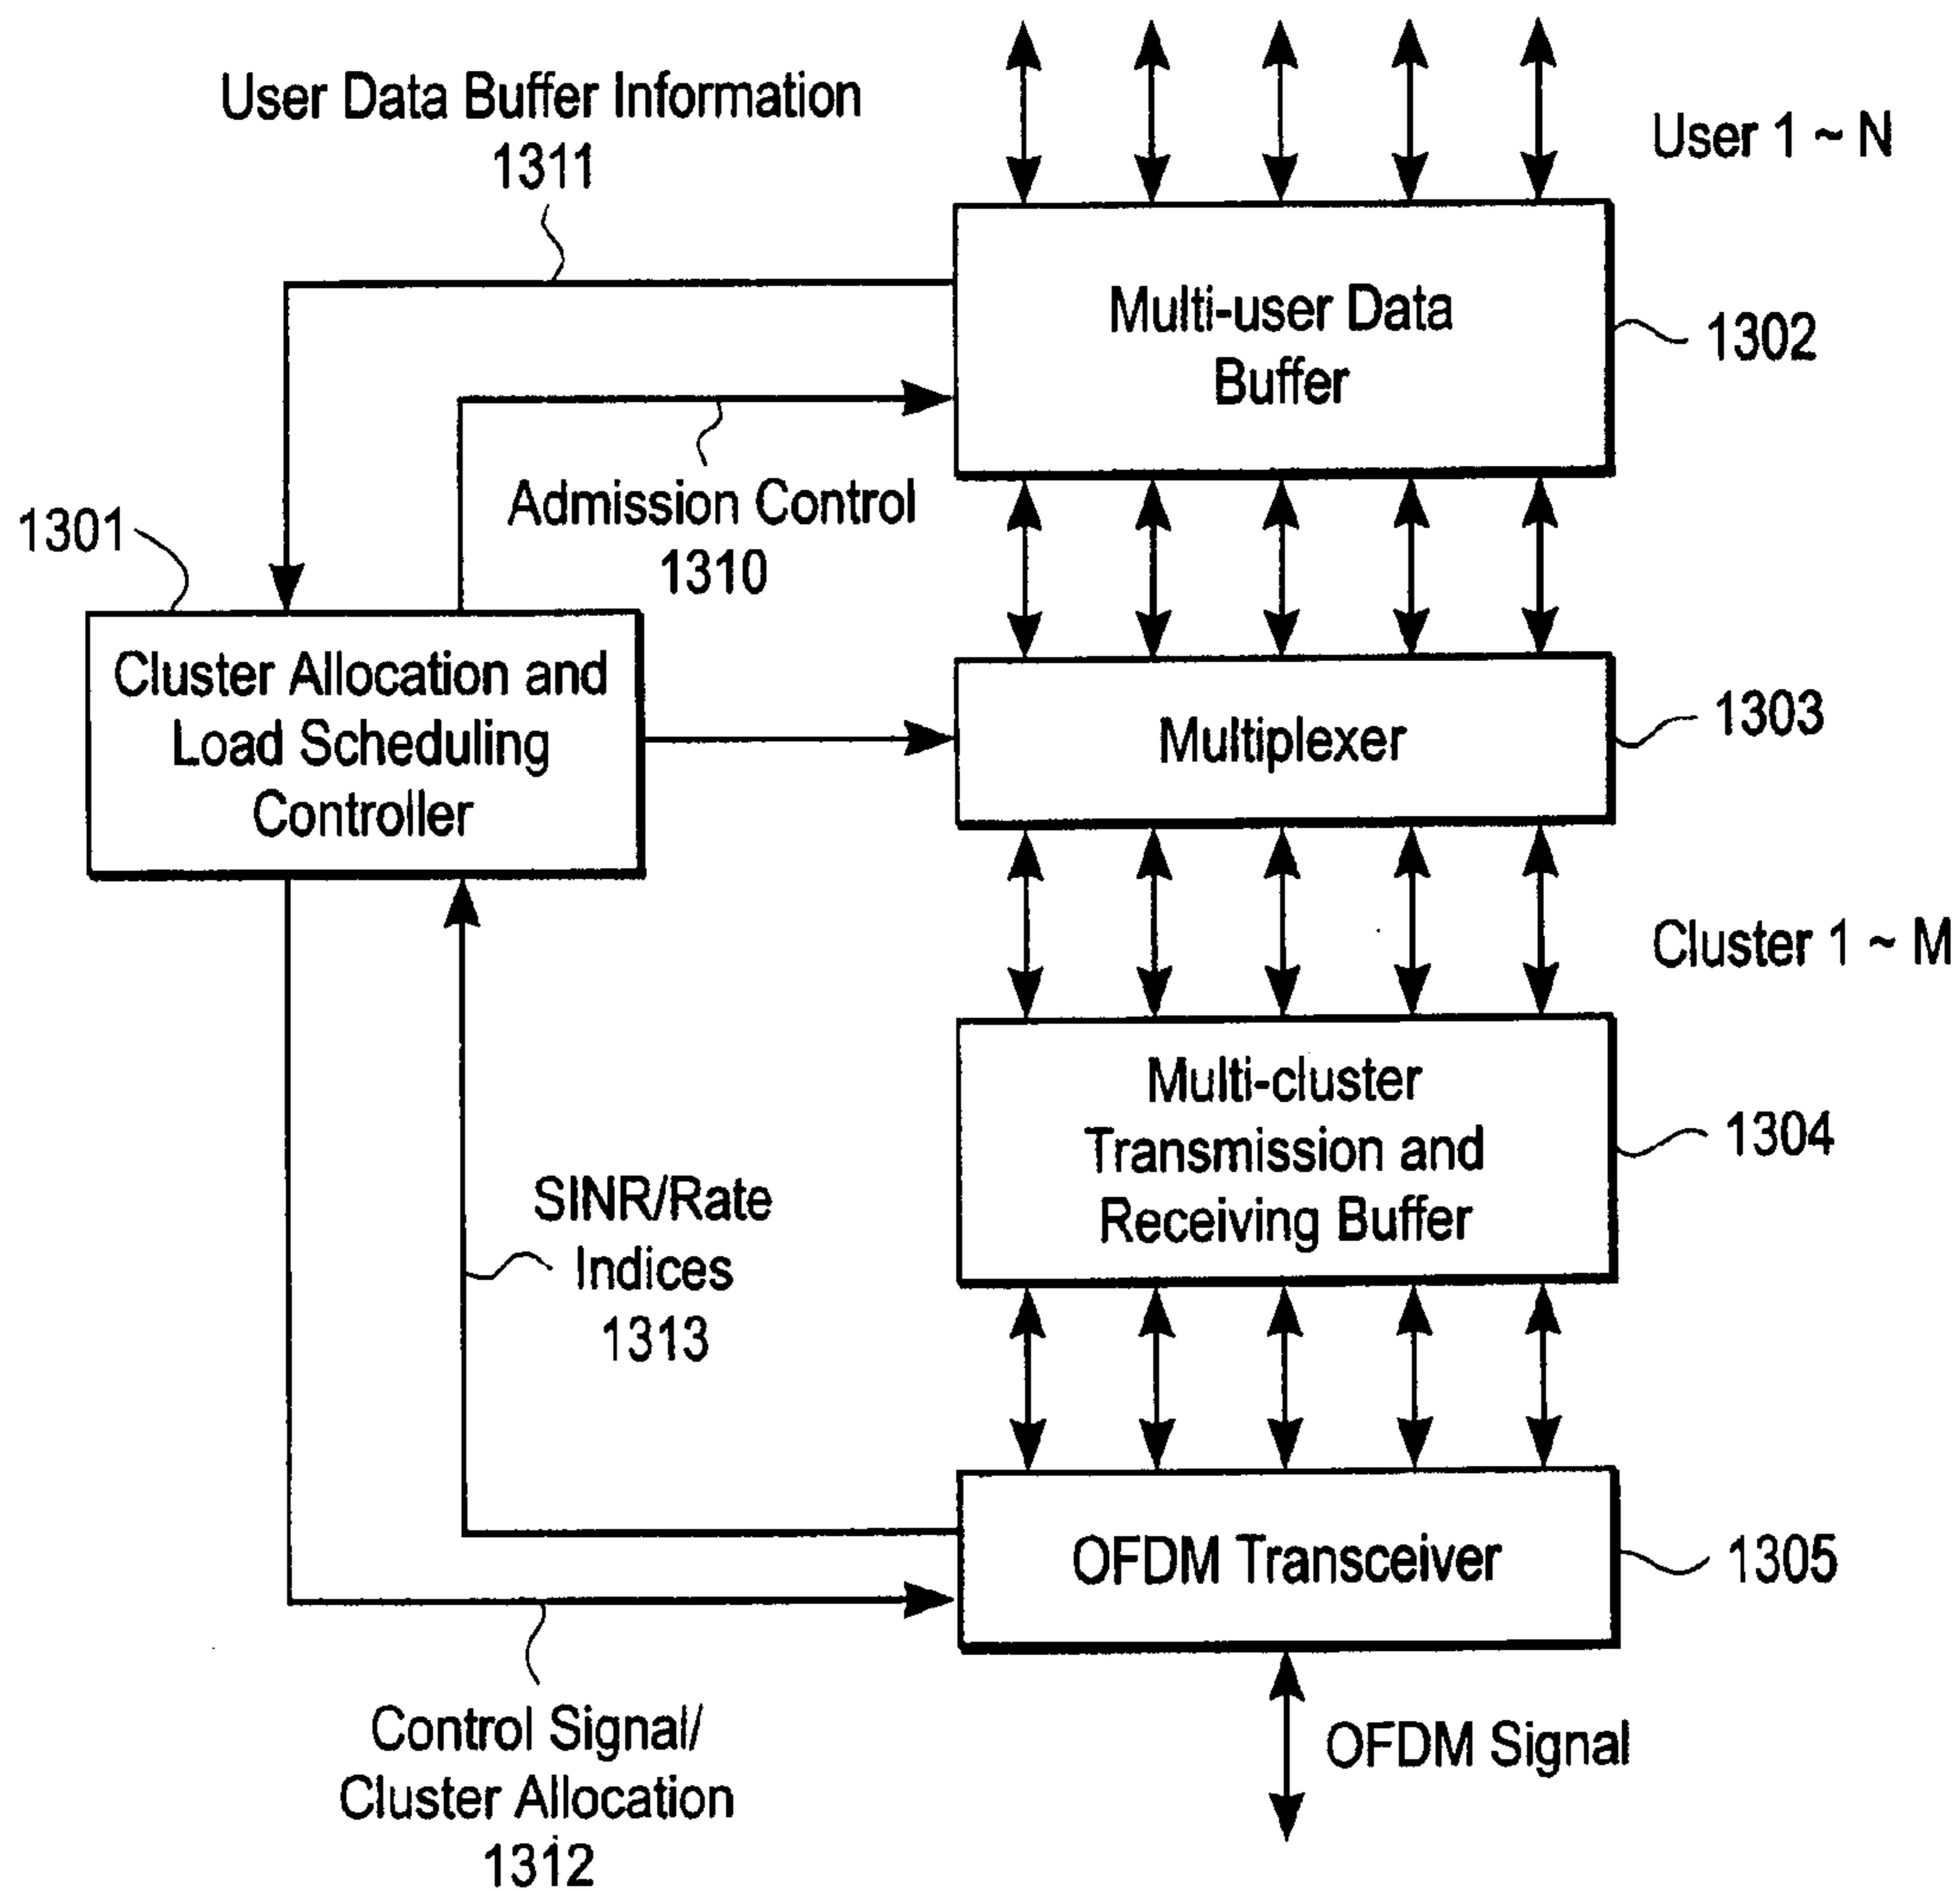 User Data Buffer Information
1311
User 1 ~ N
Multi-user Data
Buffer
1302
Admission Control
1310
1301
Cluster Allocation and
Load Scheduling
Controller
Multiplexer
1303
Cluster 1 ~ M
Multi-cluster
Transmission and
Receiving Buffer
1304
SINR/Rate
Indices
1313
OFDM Transceiver
1305
Control Signal/
Cluster Allocation
1312
OFDM Signal